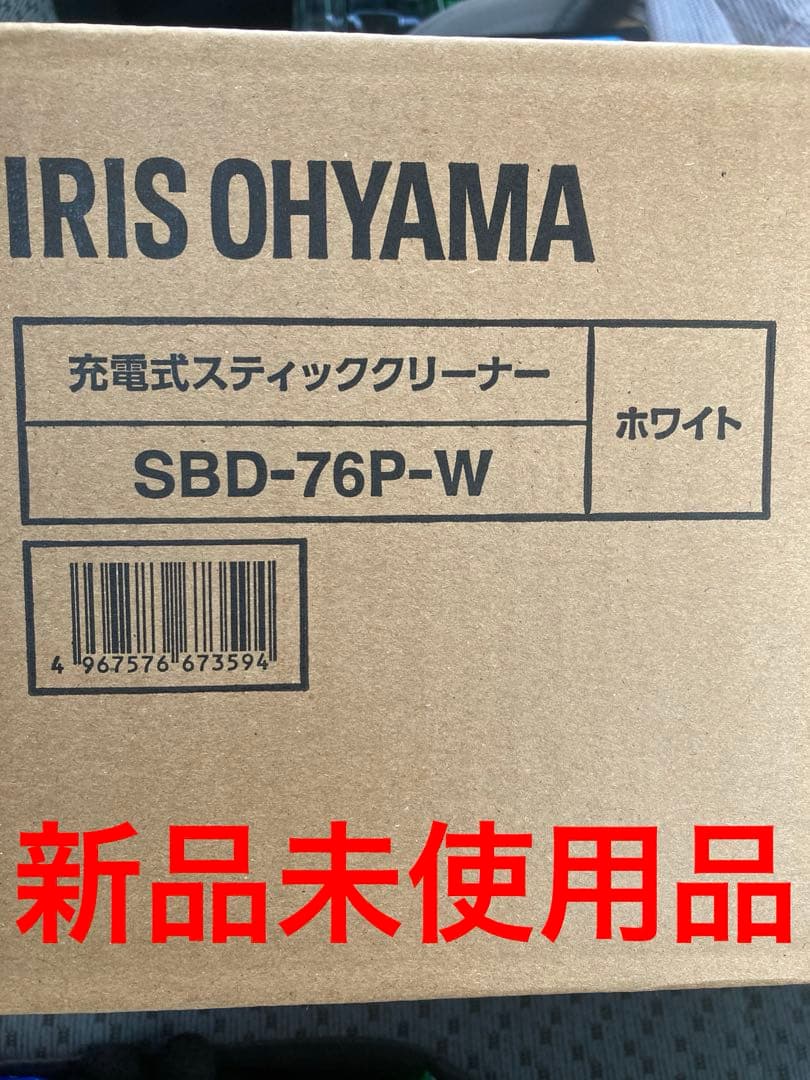 IRIS OHYAMA
充電式スティッククリーナー
SBD-76P-W
ホワイト
4 967576 673594
新品未使用品